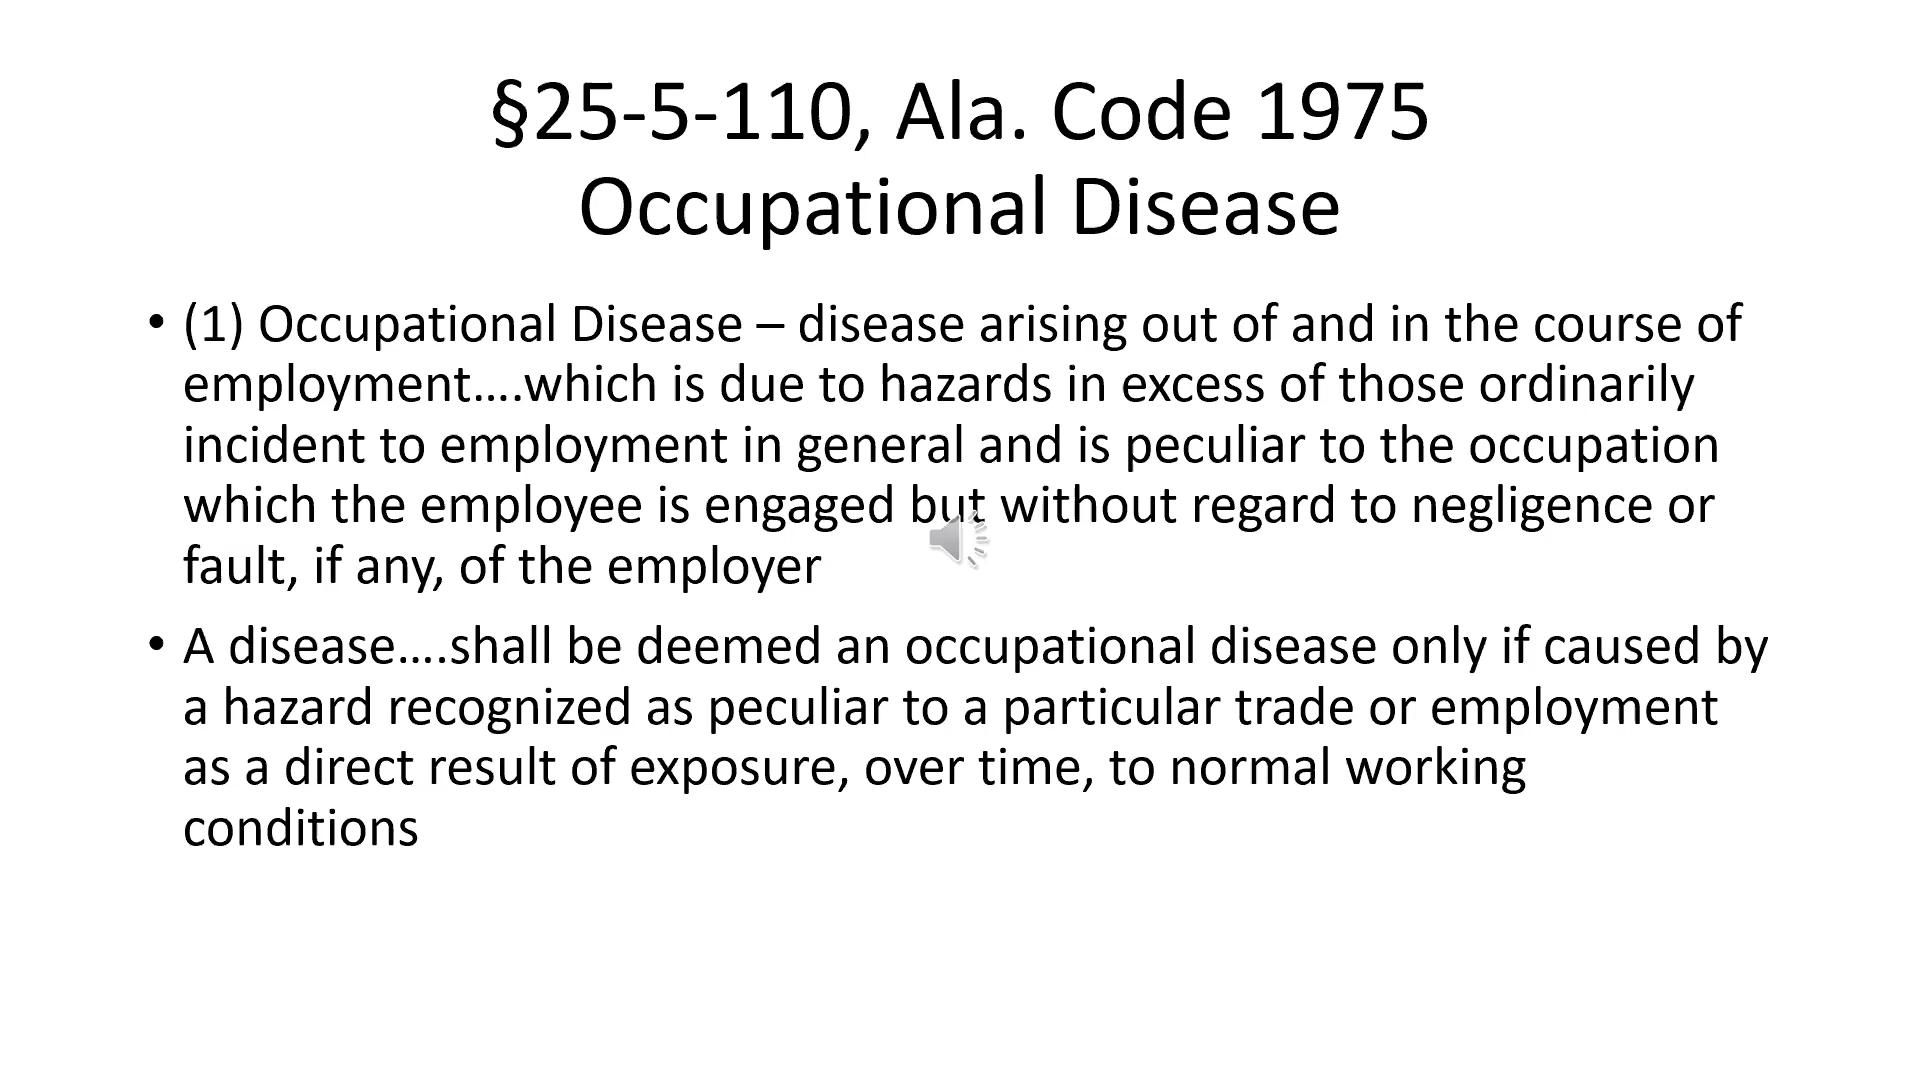 §25-5-110, Ala. Code 1975
Occupational Disease
• (1) Occupational Disease – disease arising out of and in the course of
employment….which is due to hazards in excess of those ordinarily
incident to employment in general and is peculiar to the occupation
which the employee is engaged but without regard to negligence or
fault, if any, of the employer
• A disease….shall be deemed an occupational disease only if caused by
a hazard recognized as peculiar to a particular trade or employment
as a direct result of exposure, over time, to normal working
conditions